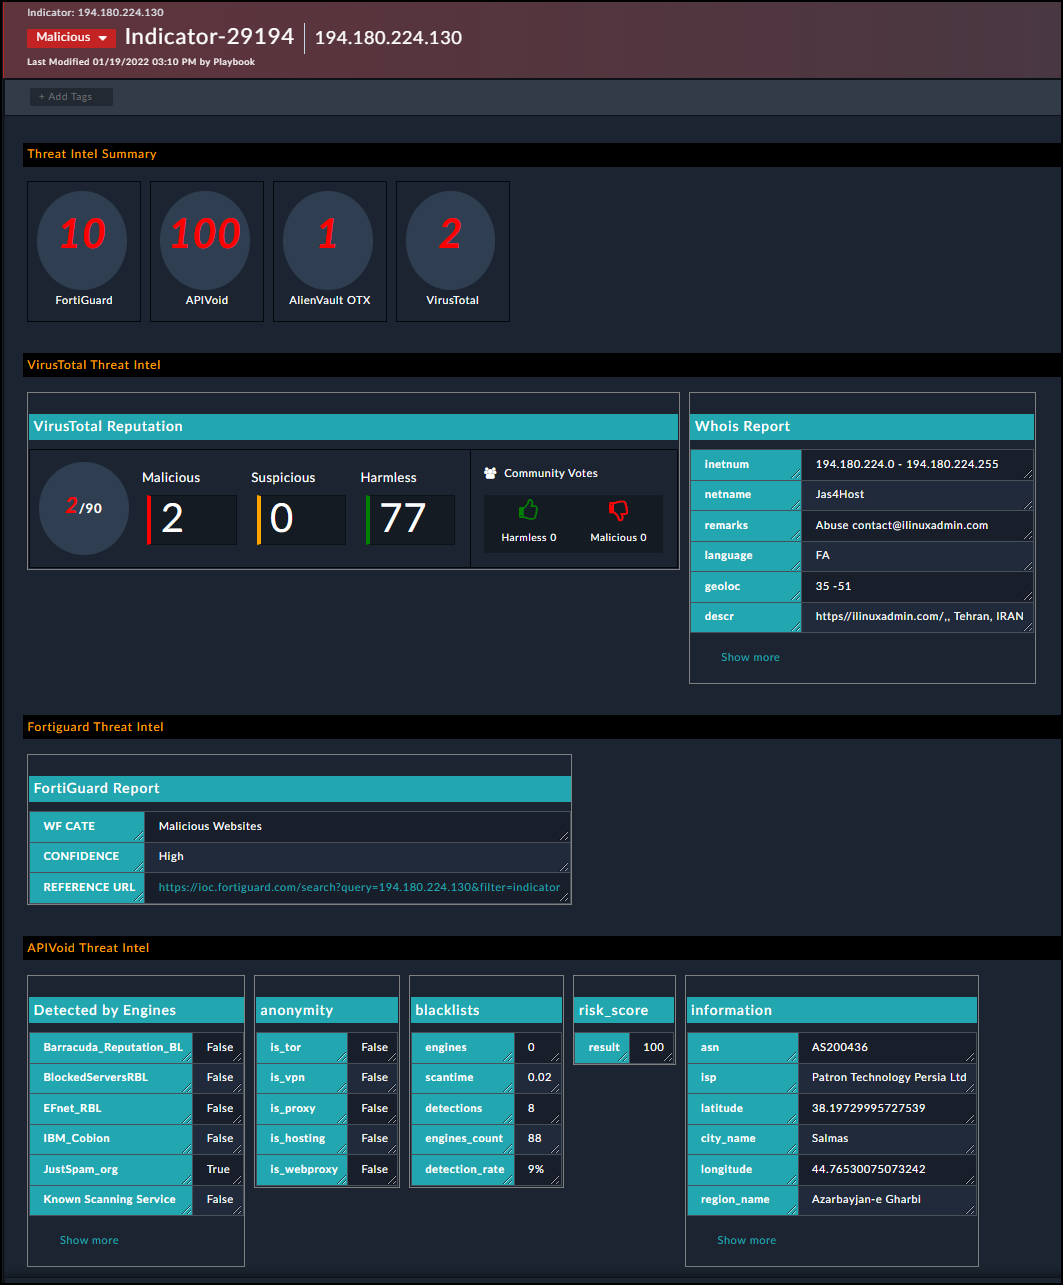 Indicator: 194.180.224.130
Malicious Indicator-29194 194.180.224.130
Last Modified 01/19/2022 03:10 PM by Playbook
+ Add Tags
Threat Intel Summary
10 100 1 2
FortiGuard APIVoid AlienVault OTX VirusTotal
VirusTotal Threat Intel
VirusTotal Reputation
2/90
Malicious Suspicious Harmless
2 0 77
Community Votes
Harmless 0 Malicious 0
Whois Report
inetnum 194.180.224.0 - 194.180.224.255
netname Jas4Host
remarks Abuse contact@ilinuxadmin.com
language FA
geoloc 35 -51
descr https//ilinuxadmin.com/,, Tehran, IRAN
Show more
Fortiguard Threat Intel
FortiGuard Report
WF CATE Malicious Websites
CONFIDENCE High
REFERENCE URL https://ioc.fortiguard.com/search?query=194.180.224.130&filter=indicator
APIVoid Threat Intel
Detected by Engines
Barracuda_Reputation_BL False
BlockedServersRBL False
EFnet_RBL False
IBM_Cobion False
JustSpam_org True
Known Scanning Service False
Show more
anonymity
is_tor False
is_vpn False
is_proxy False
is_hosting False
is_webproxy False
blacklists
engines 0
scantime 0.02
detections 8
engines_count 88
detection_rate 9%
risk_score
result 100
information
asn AS200436
isp Patron Technology Persia Ltd
latitude 38.19729995727539
city_name Salmas
longitude 44.76530075073242
region_name Azarbayjan-e Gharbi
Show more